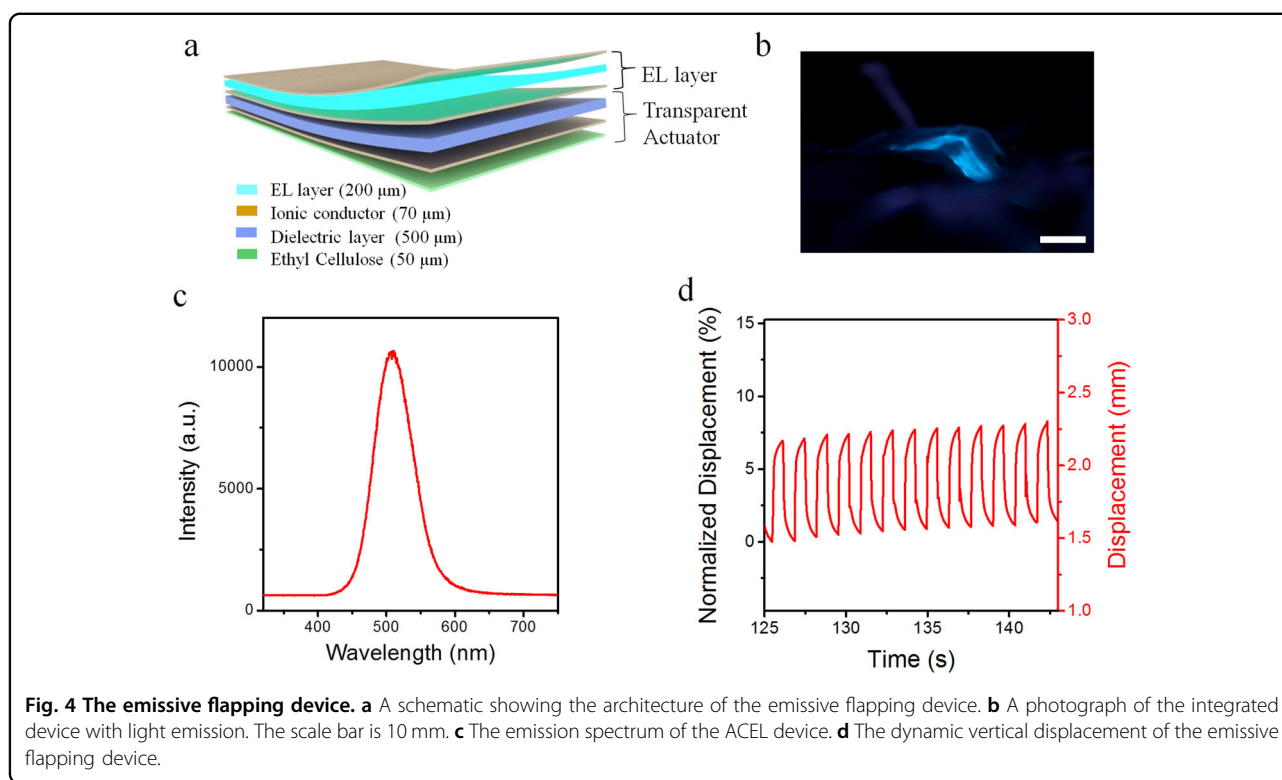 a
EL layer
Transparent
Actuator
EL layer (200 μm)
Ionic conductor (70 μm)
Dielectric layer (500 μm)
Ethyl Cellulose (50 μm)
b
c
10000
5000
0
Intensity (a.u.)
400 500 600 700
Wavelength (nm)
d
15
10
5
0
Normalized Displacement (%)
3.0
2.5
2.0
1.5
1.0
Displacement (mm)
125 130 135 140
Time (s)
Fig. 4 The emissive flapping device. a A schematic showing the architecture of the emissive flapping device. b A photograph of the integrated
device with light emission. The scale bar is 10 mm. c The emission spectrum of the ACEL device. d The dynamic vertical displacement of the emissive
flapping device.